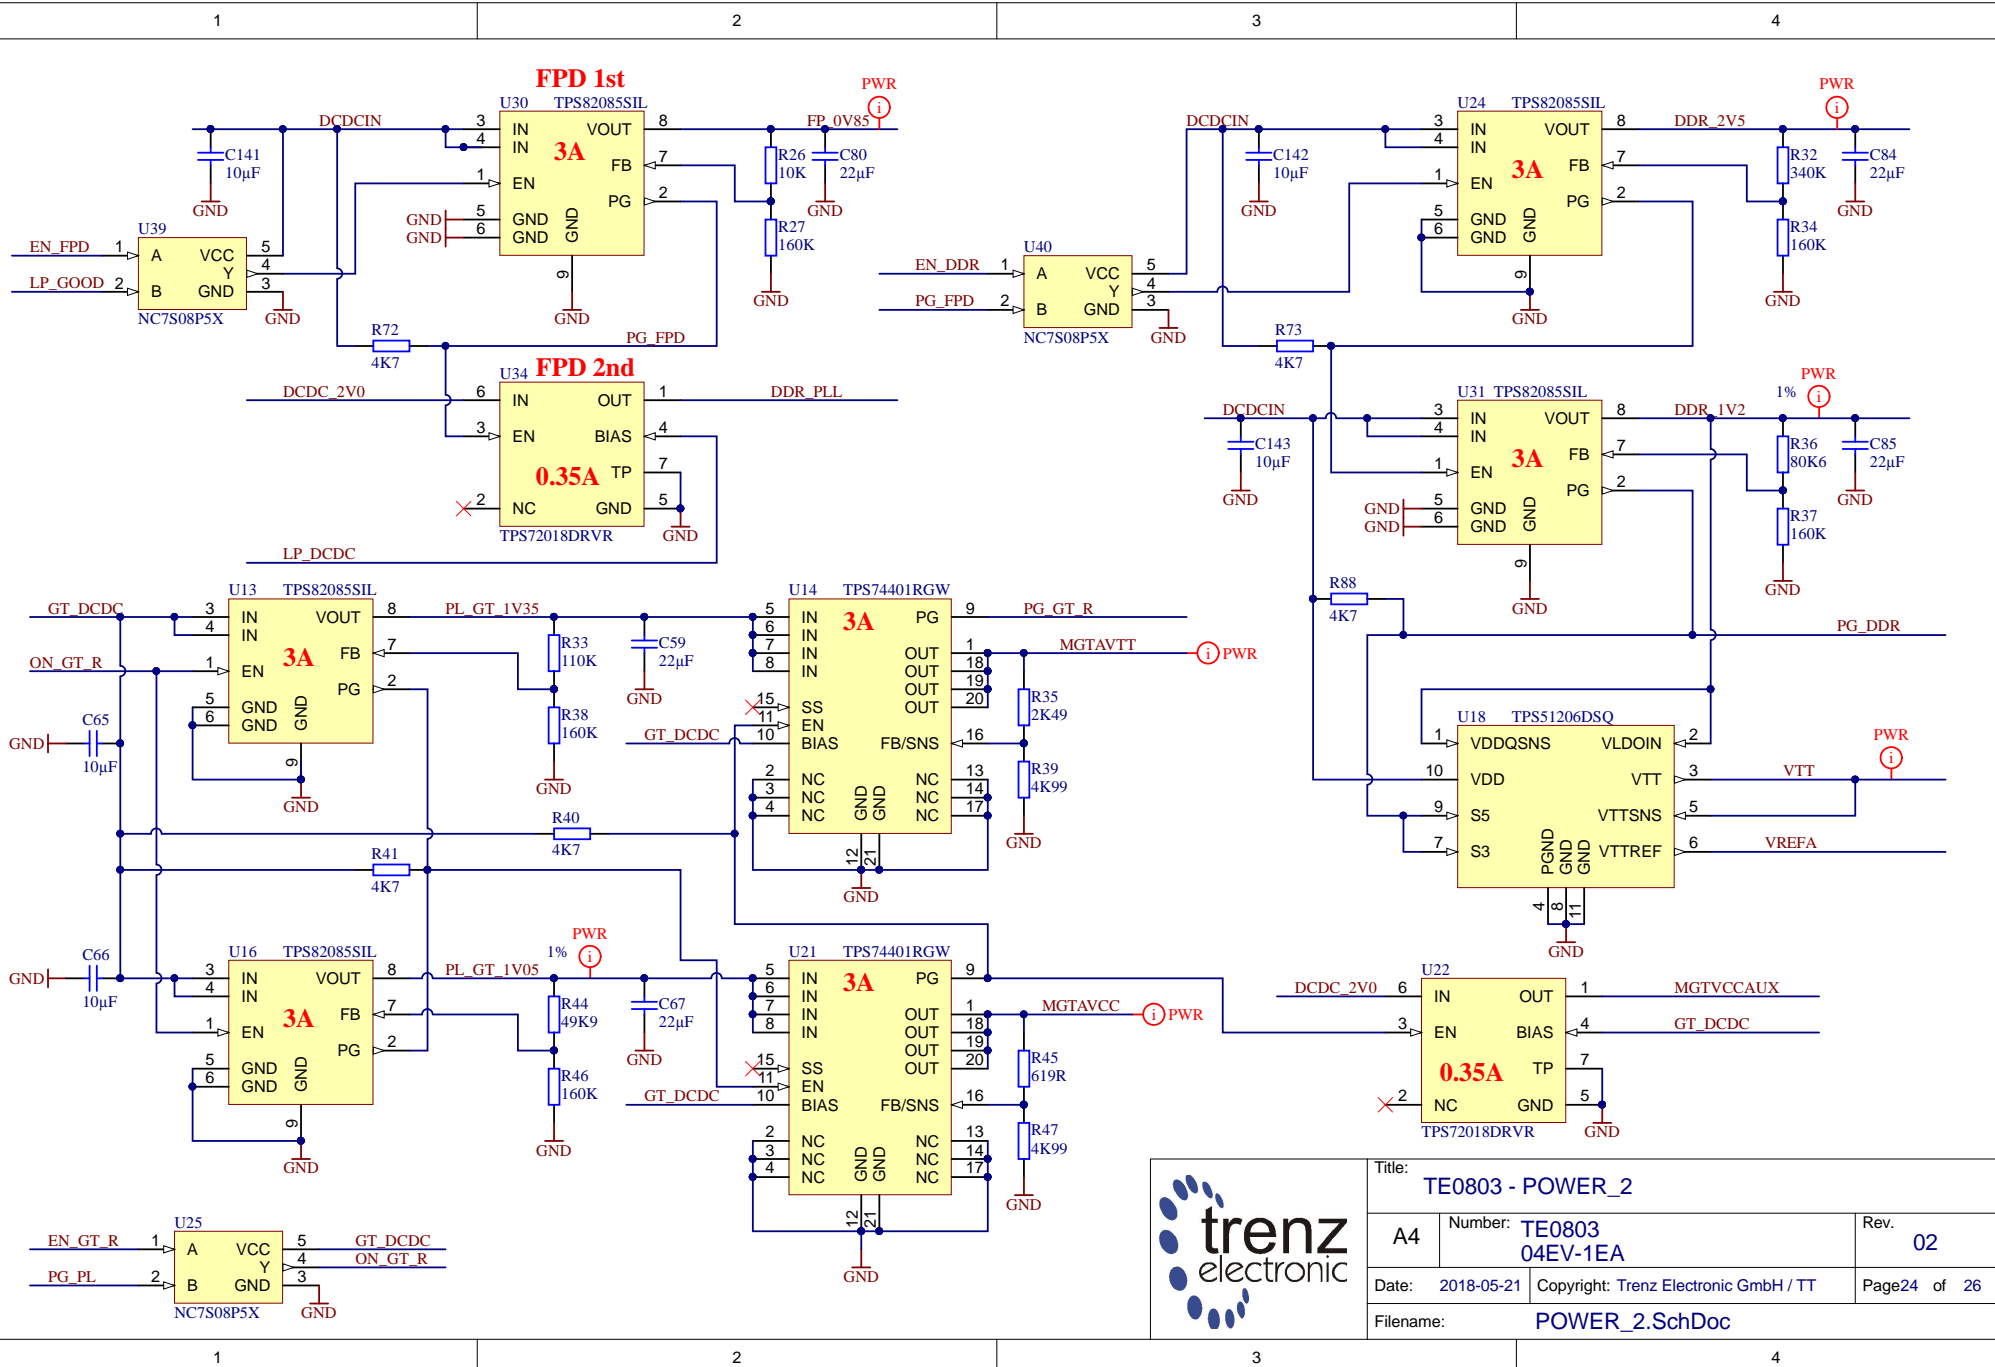 1 2 3 4
FPD 1st
U30 TPS82085SIL
DCDCIN
3 IN VOUT 8
4 IN
3A
FB 7
1 EN
PG 2
5 GND
6 GND
GND
9
GND
GND
GND
FP_0V85
PWR
i
C141
10µF
GND
R26
10K
C80
22µF
GND
R27
160K
GND
U39
EN_FPD 1 A VCC 5
Y 4
LP_GOOD 2 B GND 3
NC7S08P5X
GND
R72
4K7
PG_FPD
FPD 2nd
U34
DCDC_2V0 6 IN OUT 1 DDR_PLL
3 EN BIAS 4
0.35A TP 7
2 NC GND 5
TPS72018DRVR
GND
LP_DCDC
U24 TPS82085SIL
DCDCIN
3 IN VOUT 8
4 IN
3A
FB 7
1 EN
PG 2
5 GND
6 GND
GND
9
GND
DDR_2V5
PWR
i
C142
10µF
GND
R32
340K
C84
22µF
GND
R34
160K
GND
U40
EN_DDR 1 A VCC 5
Y 4
PG_FPD 2 B GND 3
NC7S08P5X
GND
R73
4K7
U31 TPS82085SIL
DCDCIN
3 IN VOUT 8
4 IN
3A
FB 7
1 EN
PG 2
GND 5 GND
GND 6 GND
GND
9
GND
DDR_1V2
1%
PWR
i
C143
10µF
GND
R36
80K6
C85
22µF
GND
R37
160K
GND
R88
4K7
PG_DDR
U18 TPS51206DSQ
1 VDDQSNS VLDOIN 2
10 VDD VTT 3 VTT
PWR
i
9 S5 VTTSNS 5
7 S3 VTTREF 6 VREFA
PGND GND GND
4 8 11
GND
U13 TPS82085SIL
GT_DCDC
3 IN VOUT 8
4 IN
3A
FB 7
ON_GT_R 1 EN
PG 2
5 GND
6 GND
GND
9
GND
PL_GT_1V35
C65
10µF
GND
R33
110K
C59
22µF
GND
R38
160K
GND
U14 TPS74401RGW
5 IN PG 9 PG_GT_R
3A
6 IN
7 IN OUT 1 MGTAVTT
i PWR
8 IN OUT 18
OUT 19
15 SS OUT 20
11 EN
GT_DCDC 10 BIAS FB/SNS 16
2 NC NC 13
3 NC NC 14
4 NC NC 17
GND GND
12 21
GND
R35
2K49
R39
4K99
GND
R40
4K7
R41
4K7
U16 TPS82085SIL
3 IN VOUT 8
4 IN
3A
FB 7
1 EN
PG 2
5 GND
6 GND
GND
9
GND
PL_GT_1V05
1%
PWR
i
C66
10µF
GND
R44
49K9
C67
22µF
GND
R46
160K
GND
U21 TPS74401RGW
5 IN PG 9
3A
6 IN
7 IN OUT 1 MGTAVCC
i PWR
8 IN OUT 18
OUT 19
15 SS OUT 20
11 EN
GT_DCDC 10 BIAS FB/SNS 16
2 NC NC 13
3 NC NC 14
4 NC NC 17
GND GND
12 21
GND
R45
619R
R47
4K99
GND
U22
DCDC_2V0 6 IN OUT 1 MGTVCCAUX
3 EN BIAS 4 GT_DCDC
0.35A TP 7
2 NC GND 5
TPS72018DRVR
GND
U25
EN_GT_R 1 A VCC 5 GT_DCDC
Y 4 ON_GT_R
PG_PL 2 B GND 3
NC7S08P5X
GND
trenz
electronic
Title:
TE0803 - POWER_2
A4
Number: TE0803
04EV-1EA
Rev.
02
Date: 2018-05-21
Copyright: Trenz Electronic GmbH / TT
Page24 of 26
Filename: POWER_2.SchDoc
1 2 3 4